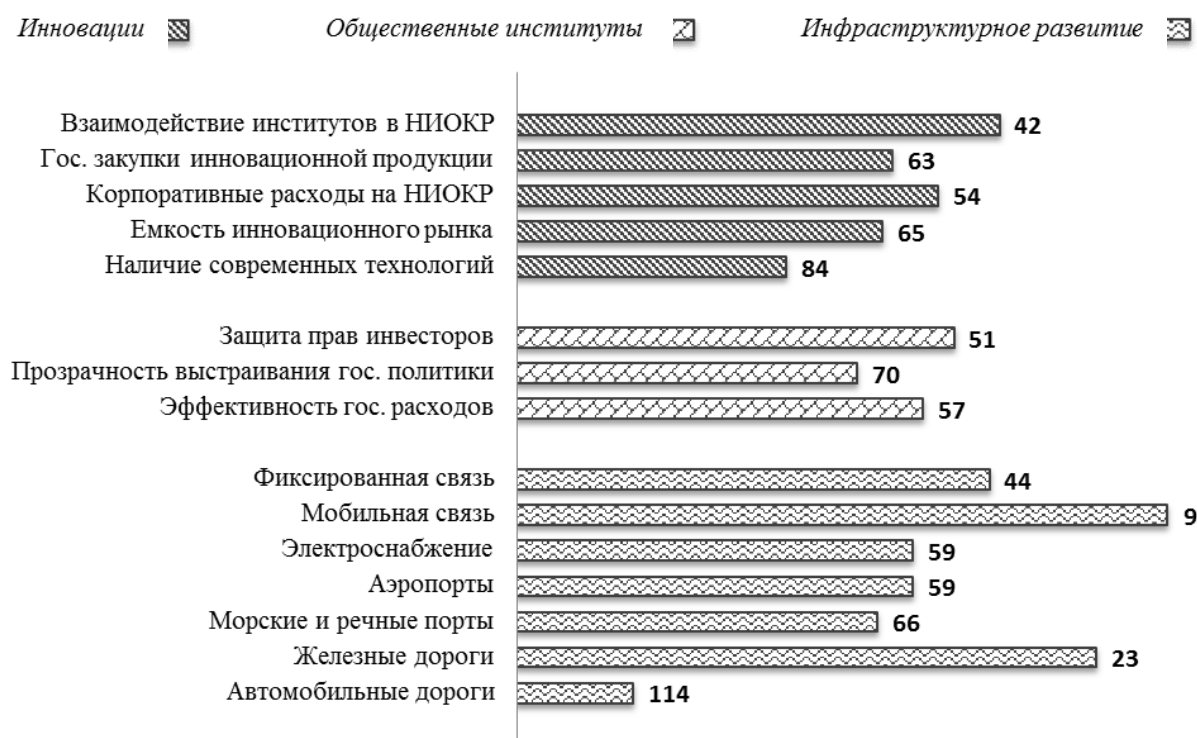 Инновации Общественные институты Инфраструктурное развитие
Взаимодействие институтов в НИОКР 42
Гос. закупки инновационной продукции 63
Корпоративные расходы на НИОКР 54
Емкость инновационного рынка 65
Наличие современных технологий 84
Защита прав инвесторов 51
Прозрачность выстраивания гос. политики 70
Эффективность гос. расходов 57
Фиксированная связь 44
Мобильная связь 9
Электроснабжение 59
Аэропорты 59
Морские и речные порты 66
Железные дороги 23
Автомобильные дороги 114